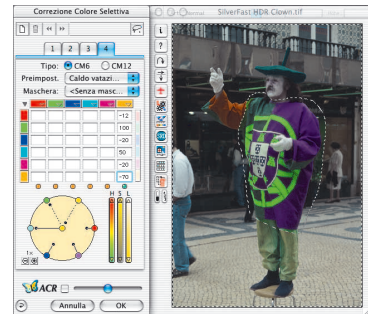 Correzione Colore Selettiva
SilverFast HDR Clown.tif
1 2 3 4
Tipo: CM6 CM12
Preimpost. Caldo vatazi...
Maschera: <Senza masc...
-12
100
-20
50
-20
-70
H S L
1x
ACR
Annulla OK